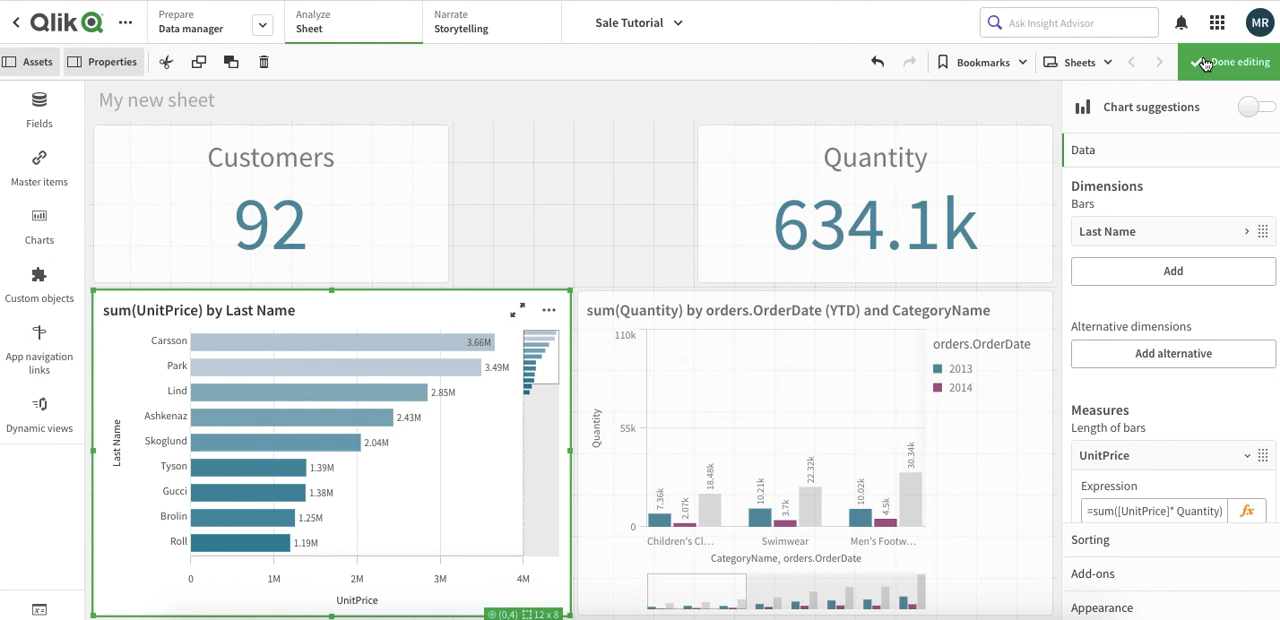 Qlik
Prepare
Data manager
Analyze
Sheet
Narrate
Storytelling
Sale Tutorial
Ask Insight Advisor
MR
Assets
Properties
Bookmarks
Sheets
Done editing
Fields
Master items
Charts
Custom objects
App navigation
links
Dynamic views
My new sheet
Customers
92
Quantity
634.1k
sum(UnitPrice) by Last Name
Last Name
Carsson
3.66M
Park
3.49M
Lind
2.85M
Ashkenaz
2.43M
Skoglund
2.04M
Tyson
1.39M
Gucci
1.38M
Brolin
1.25M
Roll
1.19M
0
1M
2M
3M
4M
UnitPrice
(0,4) 12 x 8
sum(Quantity) by orders.OrderDate (YTD) and CategoryName
Quantity
110k
55k
0
7.36k
2.07k
18.48k
10.21k
3.7k
22.32k
10.02k
4.5k
30.34k
Children's Cl...
Swimwear
Men's Footw...
CategoryName, orders.OrderDate
orders.OrderDate
2013
2014
Chart suggestions
Data
Dimensions
Bars
Last Name
Add
Alternative dimensions
Add alternative
Measures
Length of bars
UnitPrice
Expression
=sum([UnitPrice]* Quantity)
fx
Sorting
Add-ons
Appearance